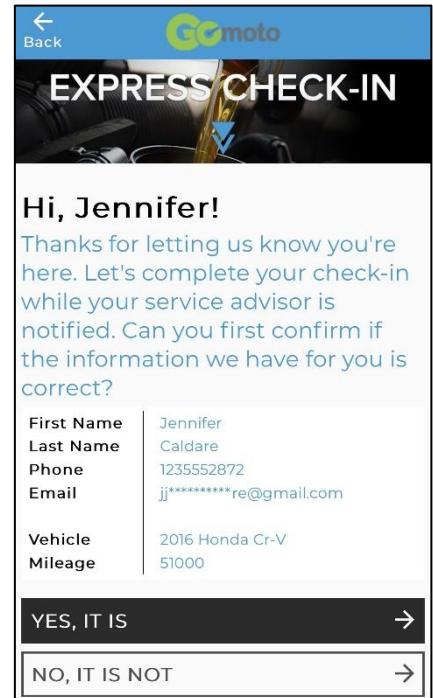 ←
Back
GOmoto
EXPRESS CHECK-IN
Hi, Jennifer!
Thanks for letting us know you're
here. Let's complete your check-in
while your service advisor is
notified. Can you first confirm if
the information we have for you is
correct?
First Name Jennifer
Last Name Caldare
Phone 1235552872
Email jj**********re@gmail.com
Vehicle 2016 Honda Cr-V
Mileage 51000
YES, IT IS →
NO, IT IS NOT →